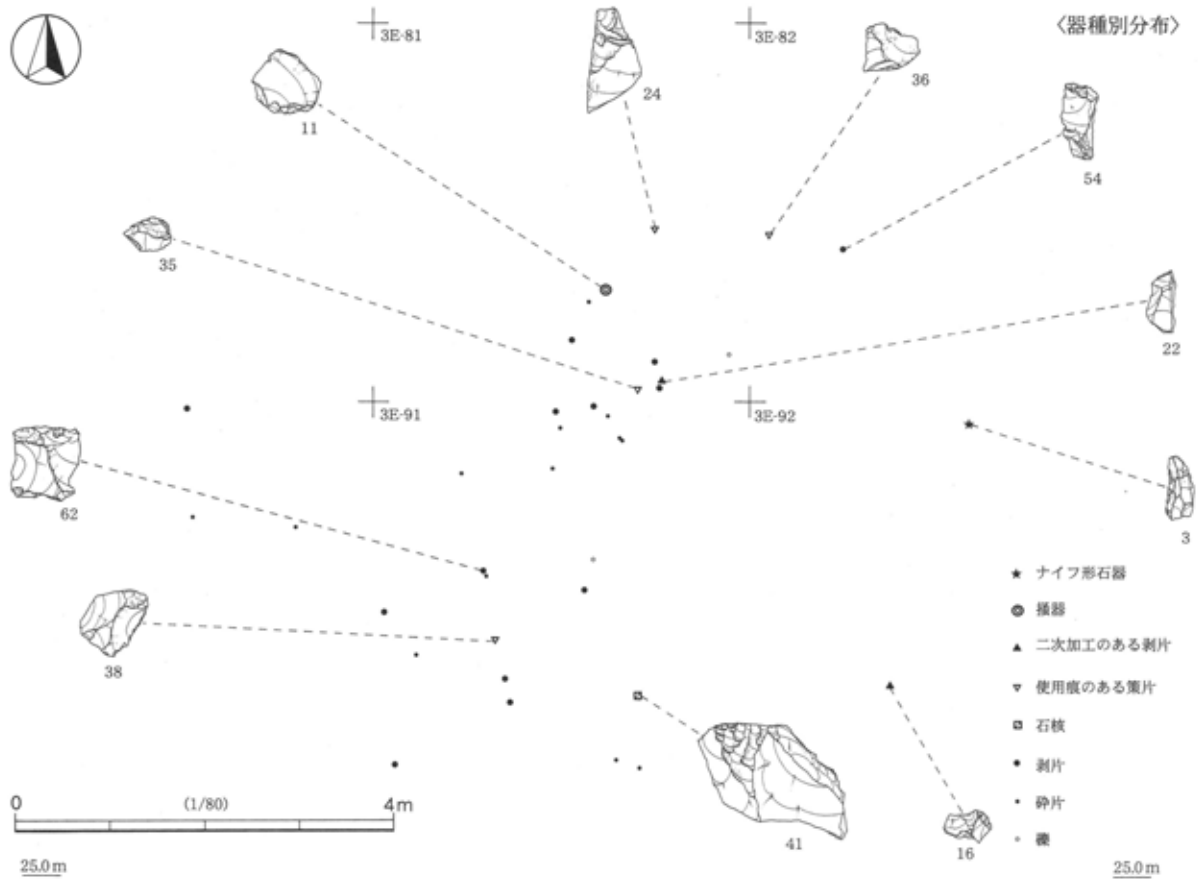 〈器種別分布〉
3E-81
3E-82
11
24
36
54
35
22
3E-91
3E-92
62
3
38
41
16
★ ナイフ形石器
◎ 掻器
▲ 二次加工のある剥片
▽ 使用痕のある剥片
石核
● 剥片
・ 砕片
○ 礫
0 (1/80) 4m
25.0m
25.0m